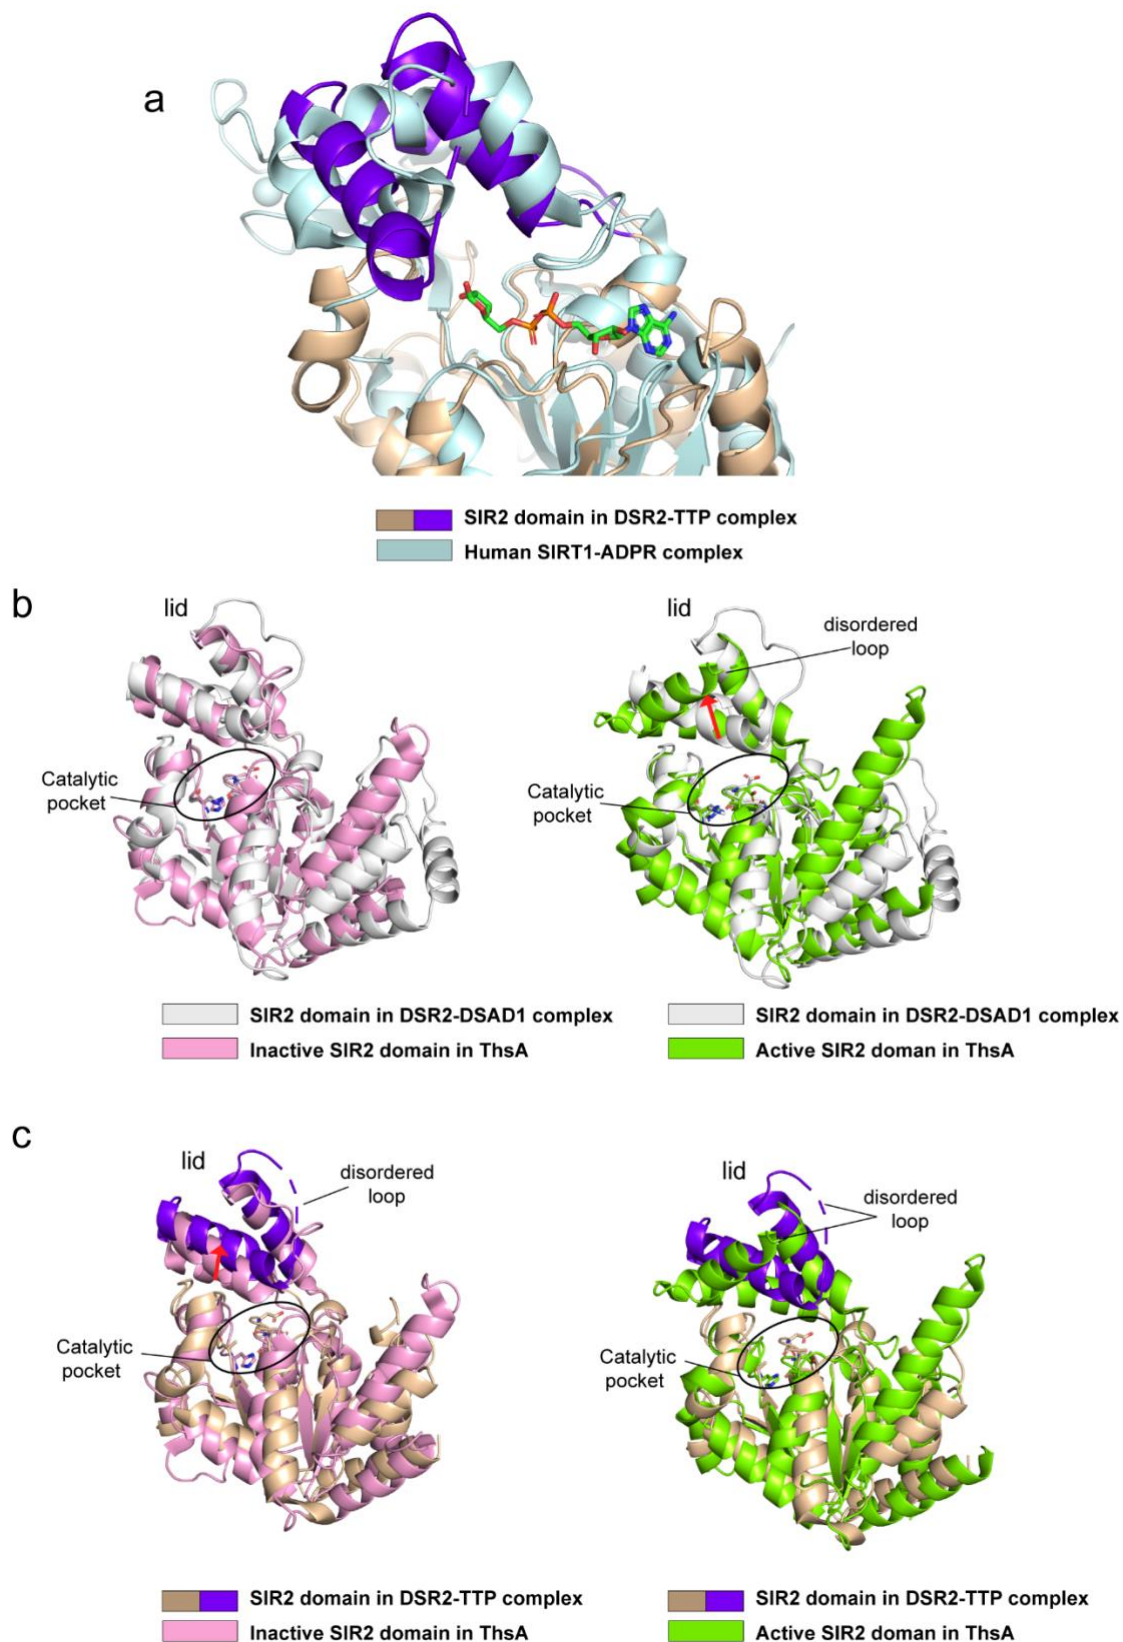 a
SIR2 domain in DSR2-TTP complex
Human SIRT1-ADPR complex
b
lid
Catalytic
pocket
SIR2 domain in DSR2-DSAD1 complex
Inactive SIR2 domain in ThsA
lid
disordered
loop
Catalytic
pocket
SIR2 domain in DSR2-DSAD1 complex
Active SIR2 doman in ThsA
c
lid
disordered
loop
Catalytic
pocket
SIR2 domain in DSR2-TTP complex
Inactive SIR2 domain in ThsA
lid
disordered
loop
Catalytic
pocket
SIR2 domain in DSR2-TTP complex
Active SIR2 domain in ThsA